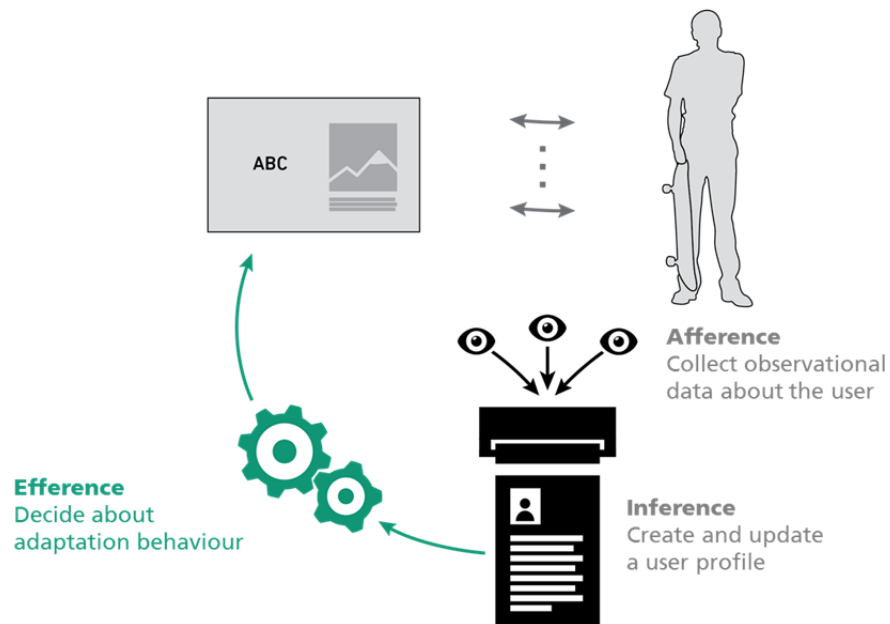 ABC
Afference
Collect observational
data about the user
Efference
Decide about
adaptation behaviour
Inference
Create and update
a user profile